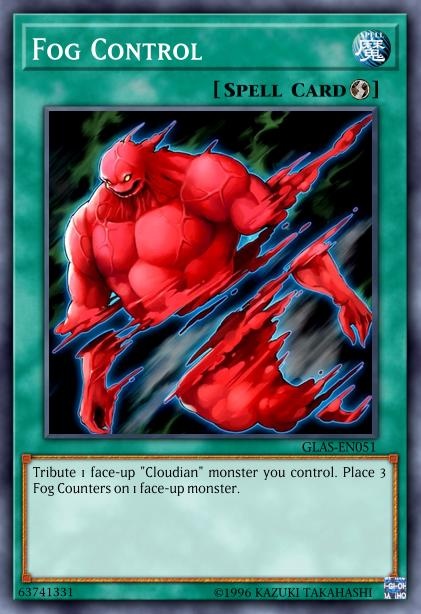 Fog Control
SPELL
魔
[Spell Card]
GLAS-EN051
Tribute 1 face-up "Cloudian" monster you control. Place 3
Fog Counters on 1 face-up monster.
63741331
©1996 KAZUKI TAKAHASHI